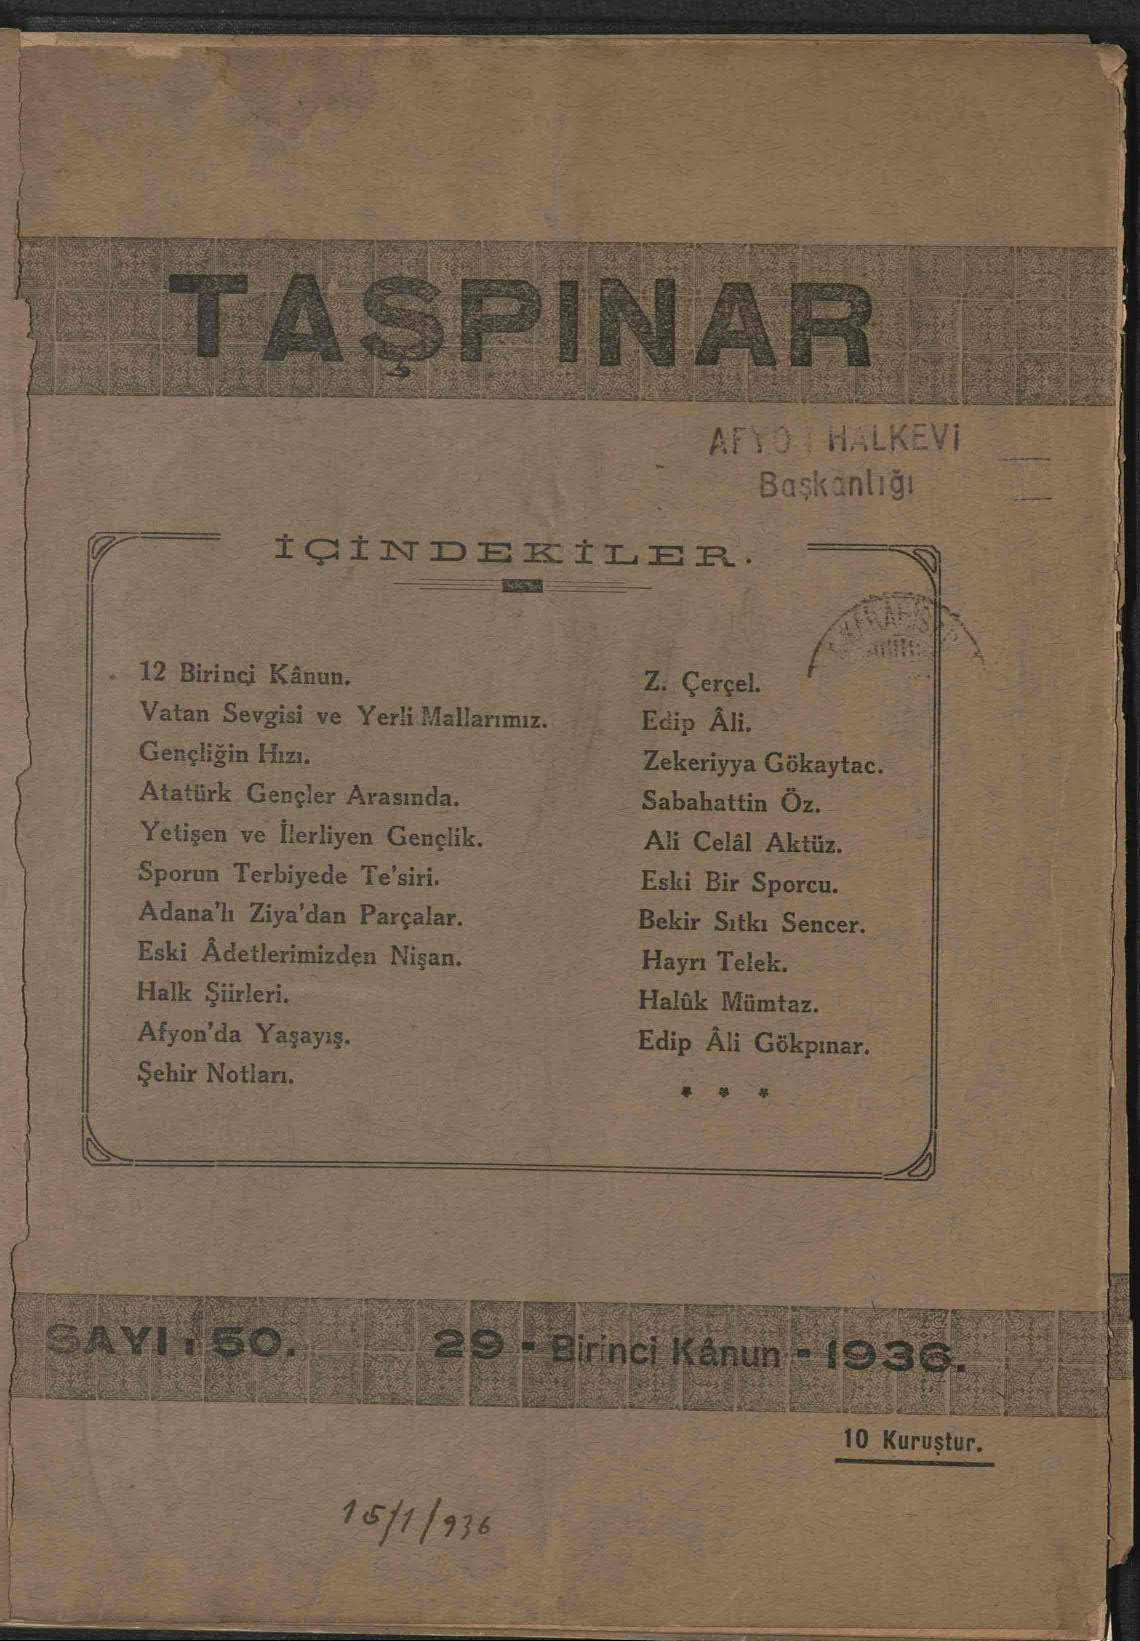 TAŞPINAR
AFYON HALKEVİ
Başkanlığı
İÇİNDEKİLER.
12 Birinci Kânun. Z. Çerçel.
Vatan Sevgisi ve Yerli Mallarımız. Edip Âli.
Gençliğin Hızı. Zekeriyya Gökaytac.
Atatürk Gençler Arasında. Sabahattin Öz.
Yetişen ve İlerliyen Gençlik. Ali Celâl Aktüz.
Sporun Terbiyede Te'siri. Eski Bir Sporcu.
Adana'lı Ziya'dan Parçalar. Bekir Sıtkı Sencer.
Eski Âdetlerimizden Nişan. Hayrı Telek.
Halk Şiirleri. Halûk Mümtaz.
Afyon'da Yaşayış. Edip Âli Gökpınar.
Şehir Notları. * * *
SAYI : 50. 29 - Birinci Kânun - 1936.
10 Kuruştur.
15/1/936